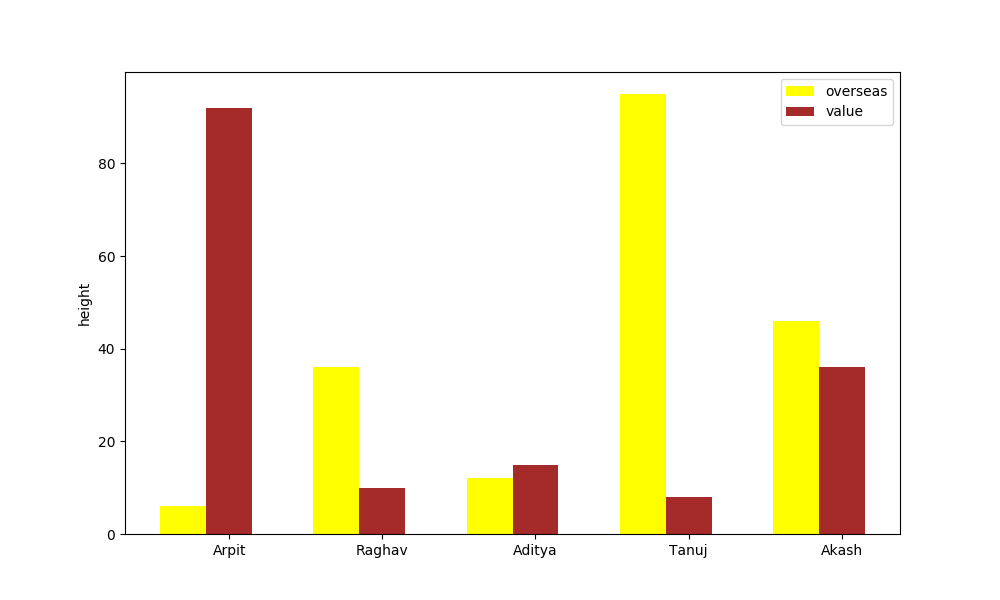 overseas
value
80
60
40
20
0
height
Arpit
Raghav
Aditya
Tanuj
Akash